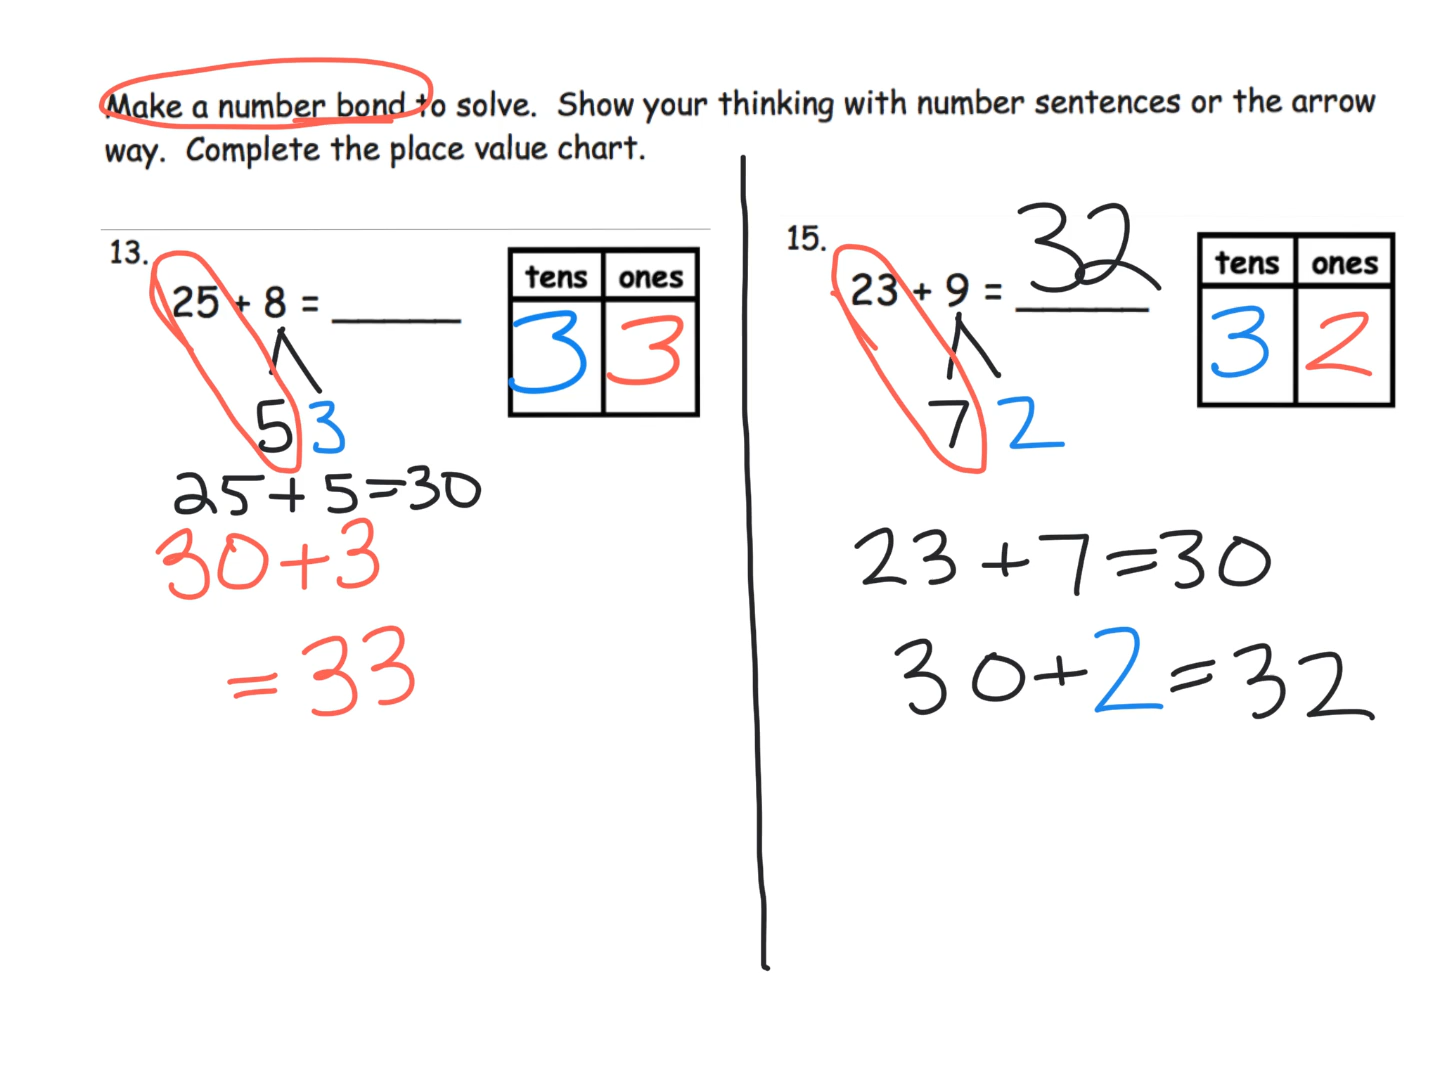 Make a number bond to solve. Show your thinking with number sentences or the arrow
way. Complete the place value chart.
13.
25 + 8 = ______
5 3
25+5=30
30+3
=33
tens ones
3 3
15.
23 + 9 = 32
7 2
23+7=30
30+2=32
tens ones
3 2